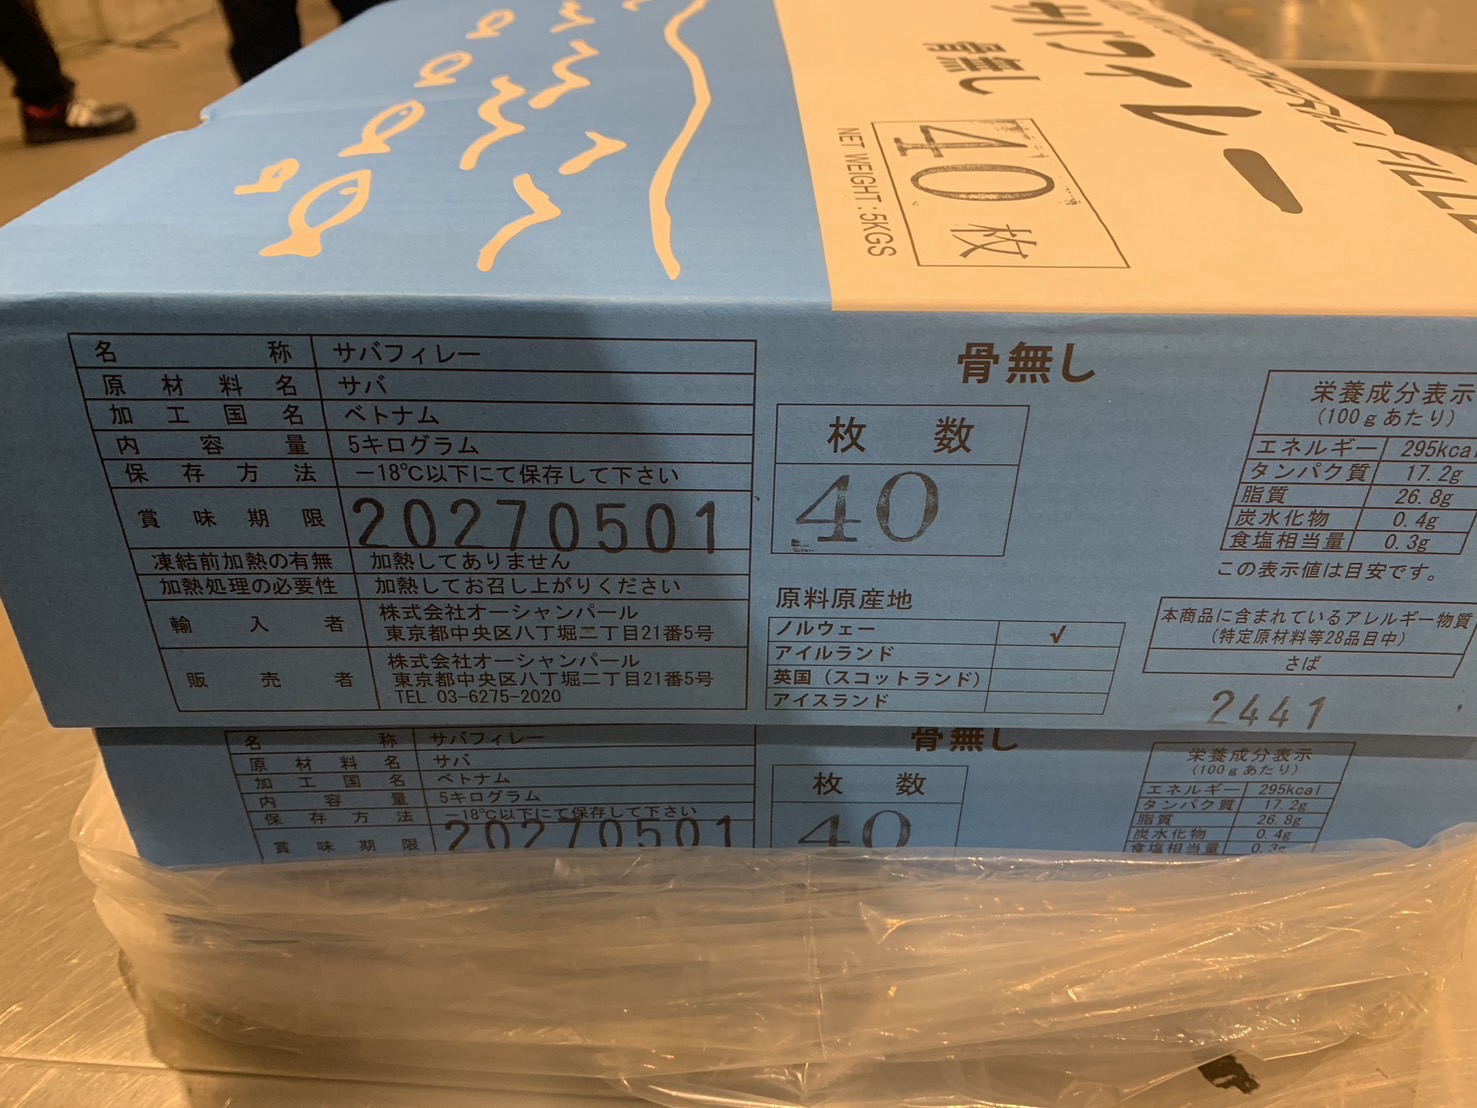 サバフィレー
骨無し
40枚
NET WEIGHT:5KGS
名称 サバフィレー
原材料名 サバ
加工国名 ベトナム
内容量 5キログラム
保存方法 −18℃以下にて保存して下さい
賞味期限 20270501
凍結前加熱の有無 加熱してありません
加熱処理の必要性 加熱してお召し上がりください
輸入者 株式会社オーシャンパール
東京都中央区八丁堀二丁目21番5号
販売者 株式会社オーシャンパール
東京都中央区八丁堀二丁目21番5号
TEL 03-6275-2020
骨無し
枚数
40
原料原産地
ノルウェー ✓
アイルランド
英国(スコットランド)
アイスランド
栄養成分表示
(100gあたり)
エネルギー 295kcal
タンパク質 17.2g
脂質 26.8g
炭水化物 0.4g
食塩相当量 0.3g
この表示値は目安です。
本商品に含まれているアレルギー物質
(特定原材料等28品目中)
さば
2441
名称 サバフィレー
原材料名 サバ
加工国名 ベトナム
内容量 5キログラム
保存方法 −18℃以下にて保存して下さい
賞味期限 20270501
骨無し
枚数
40
栄養成分表示
(100gあたり)
エネルギー 295kcal
タンパク質 17.2g
脂質 26.8g
炭水化物 0.4g
食塩相当量 0.3g